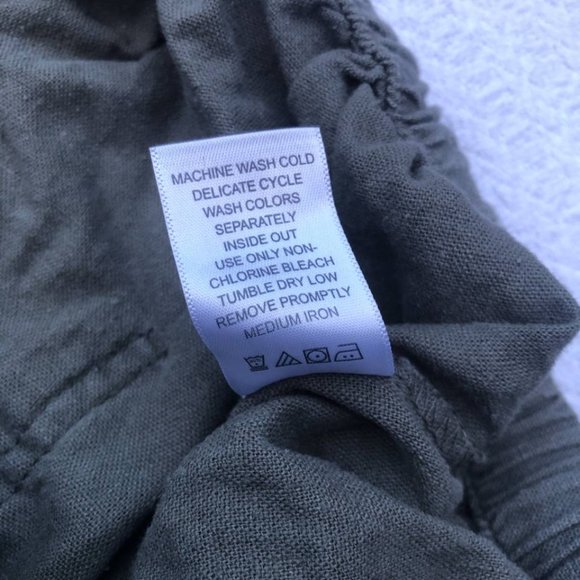 MACHINE WASH COLD
DELICATE CYCLE
WASH COLORS
SEPARATELY
INSIDE OUT
USE ONLY NON-
CHLORINE BLEACH
TUMBLE DRY LOW
REMOVE PROMPTLY
MEDIUM IRON